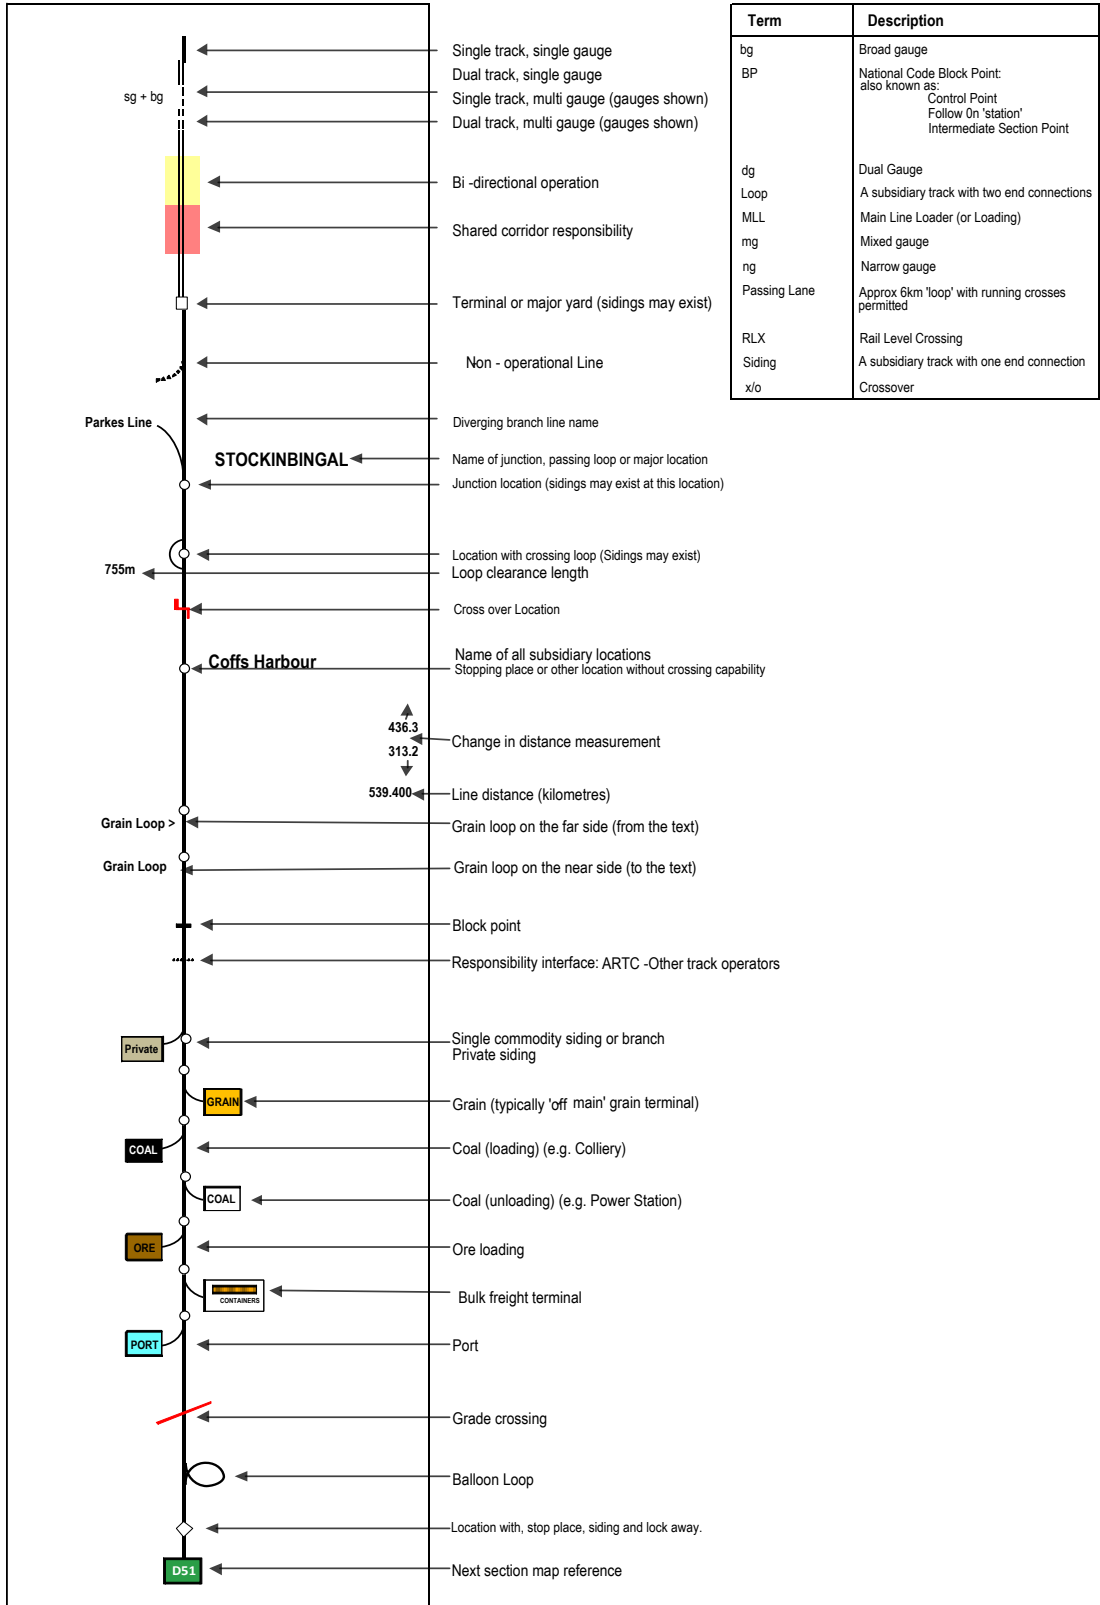 Single track, single gauge
Dual track, single gauge
sg + bg
Single track, multi gauge (gauges shown)
Dual track, multi gauge (gauges shown)
Bi -directional operation
Shared corridor responsibility
Terminal or major yard (sidings may exist)
Non - operational Line
Parkes Line
Diverging branch line name
STOCKINBINGAL
Name of junction, passing loop or major location
Junction location (sidings may exist at this location)
Location with crossing loop (Sidings may exist)
755m
Loop clearance length
Cross over Location
Coffs Harbour
Name of all subsidiary locations
Stopping place or other location without crossing capability
436.3
Change in distance measurement
313.2
539.400
Line distance (kilometres)
Grain Loop >
Grain loop on the far side (from the text)
Grain Loop
Grain loop on the near side (to the text)
Block point
Responsibility interface: ARTC -Other track operators
Private
Single commodity siding or branch
Private siding
GRAIN
Grain (typically 'off main' grain terminal)
COAL
Coal (loading) (e.g. Colliery)
COAL
Coal (unloading) (e.g. Power Station)
ORE
Ore loading
CONTAINERS
Bulk freight terminal
PORT
Port
Grade crossing
Balloon Loop
Location with, stop place, siding and lock away.
D51
Next section map reference
Term Description
bg Broad gauge
BP National Code Block Point:
also known as:
Control Point
Follow 0n 'station'
Intermediate Section Point
dg Dual Gauge
Loop A subsidiary track with two end connections
MLL Main Line Loader (or Loading)
mg Mixed gauge
ng Narrow gauge
Passing Lane Approx 6km 'loop' with running crosses
permitted
RLX Rail Level Crossing
Siding A subsidiary track with one end connection
x/o Crossover